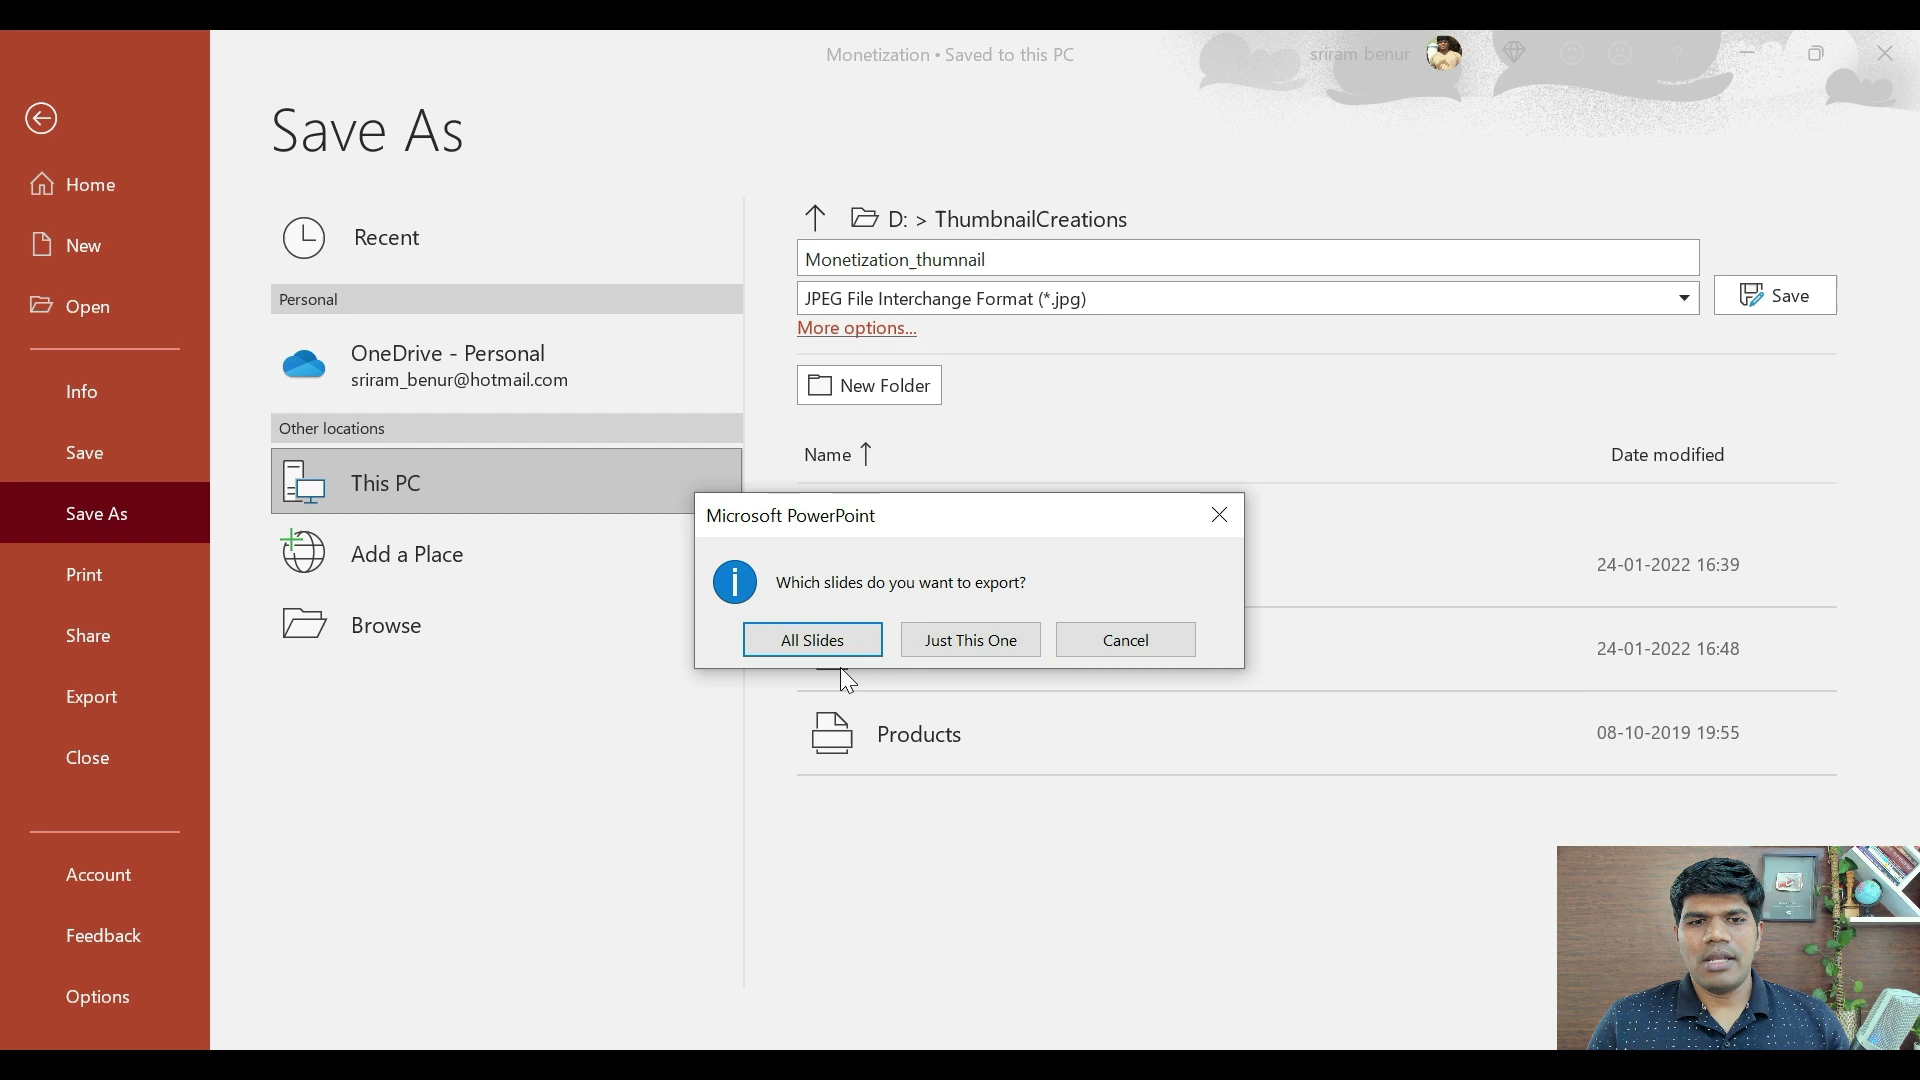 Monetization • Saved to this PC
sriram benur
Save As
Home
New
Open
Info
Save
Save As
Print
Share
Export
Close
Account
Feedback
Options
Recent
Personal
OneDrive - Personal
sriram_benur@hotmail.com
Other locations
This PC
Add a Place
Browse
D: > ThumbnailCreations
Monetization_thumnail
JPEG File Interchange Format (*.jpg)
Save
More options...
New Folder
Name
Date modified
Microsoft PowerPoint
Which slides do you want to export?
All Slides
Just This One
Cancel
24-01-2022 16:39
24-01-2022 16:48
Products
08-10-2019 19:55